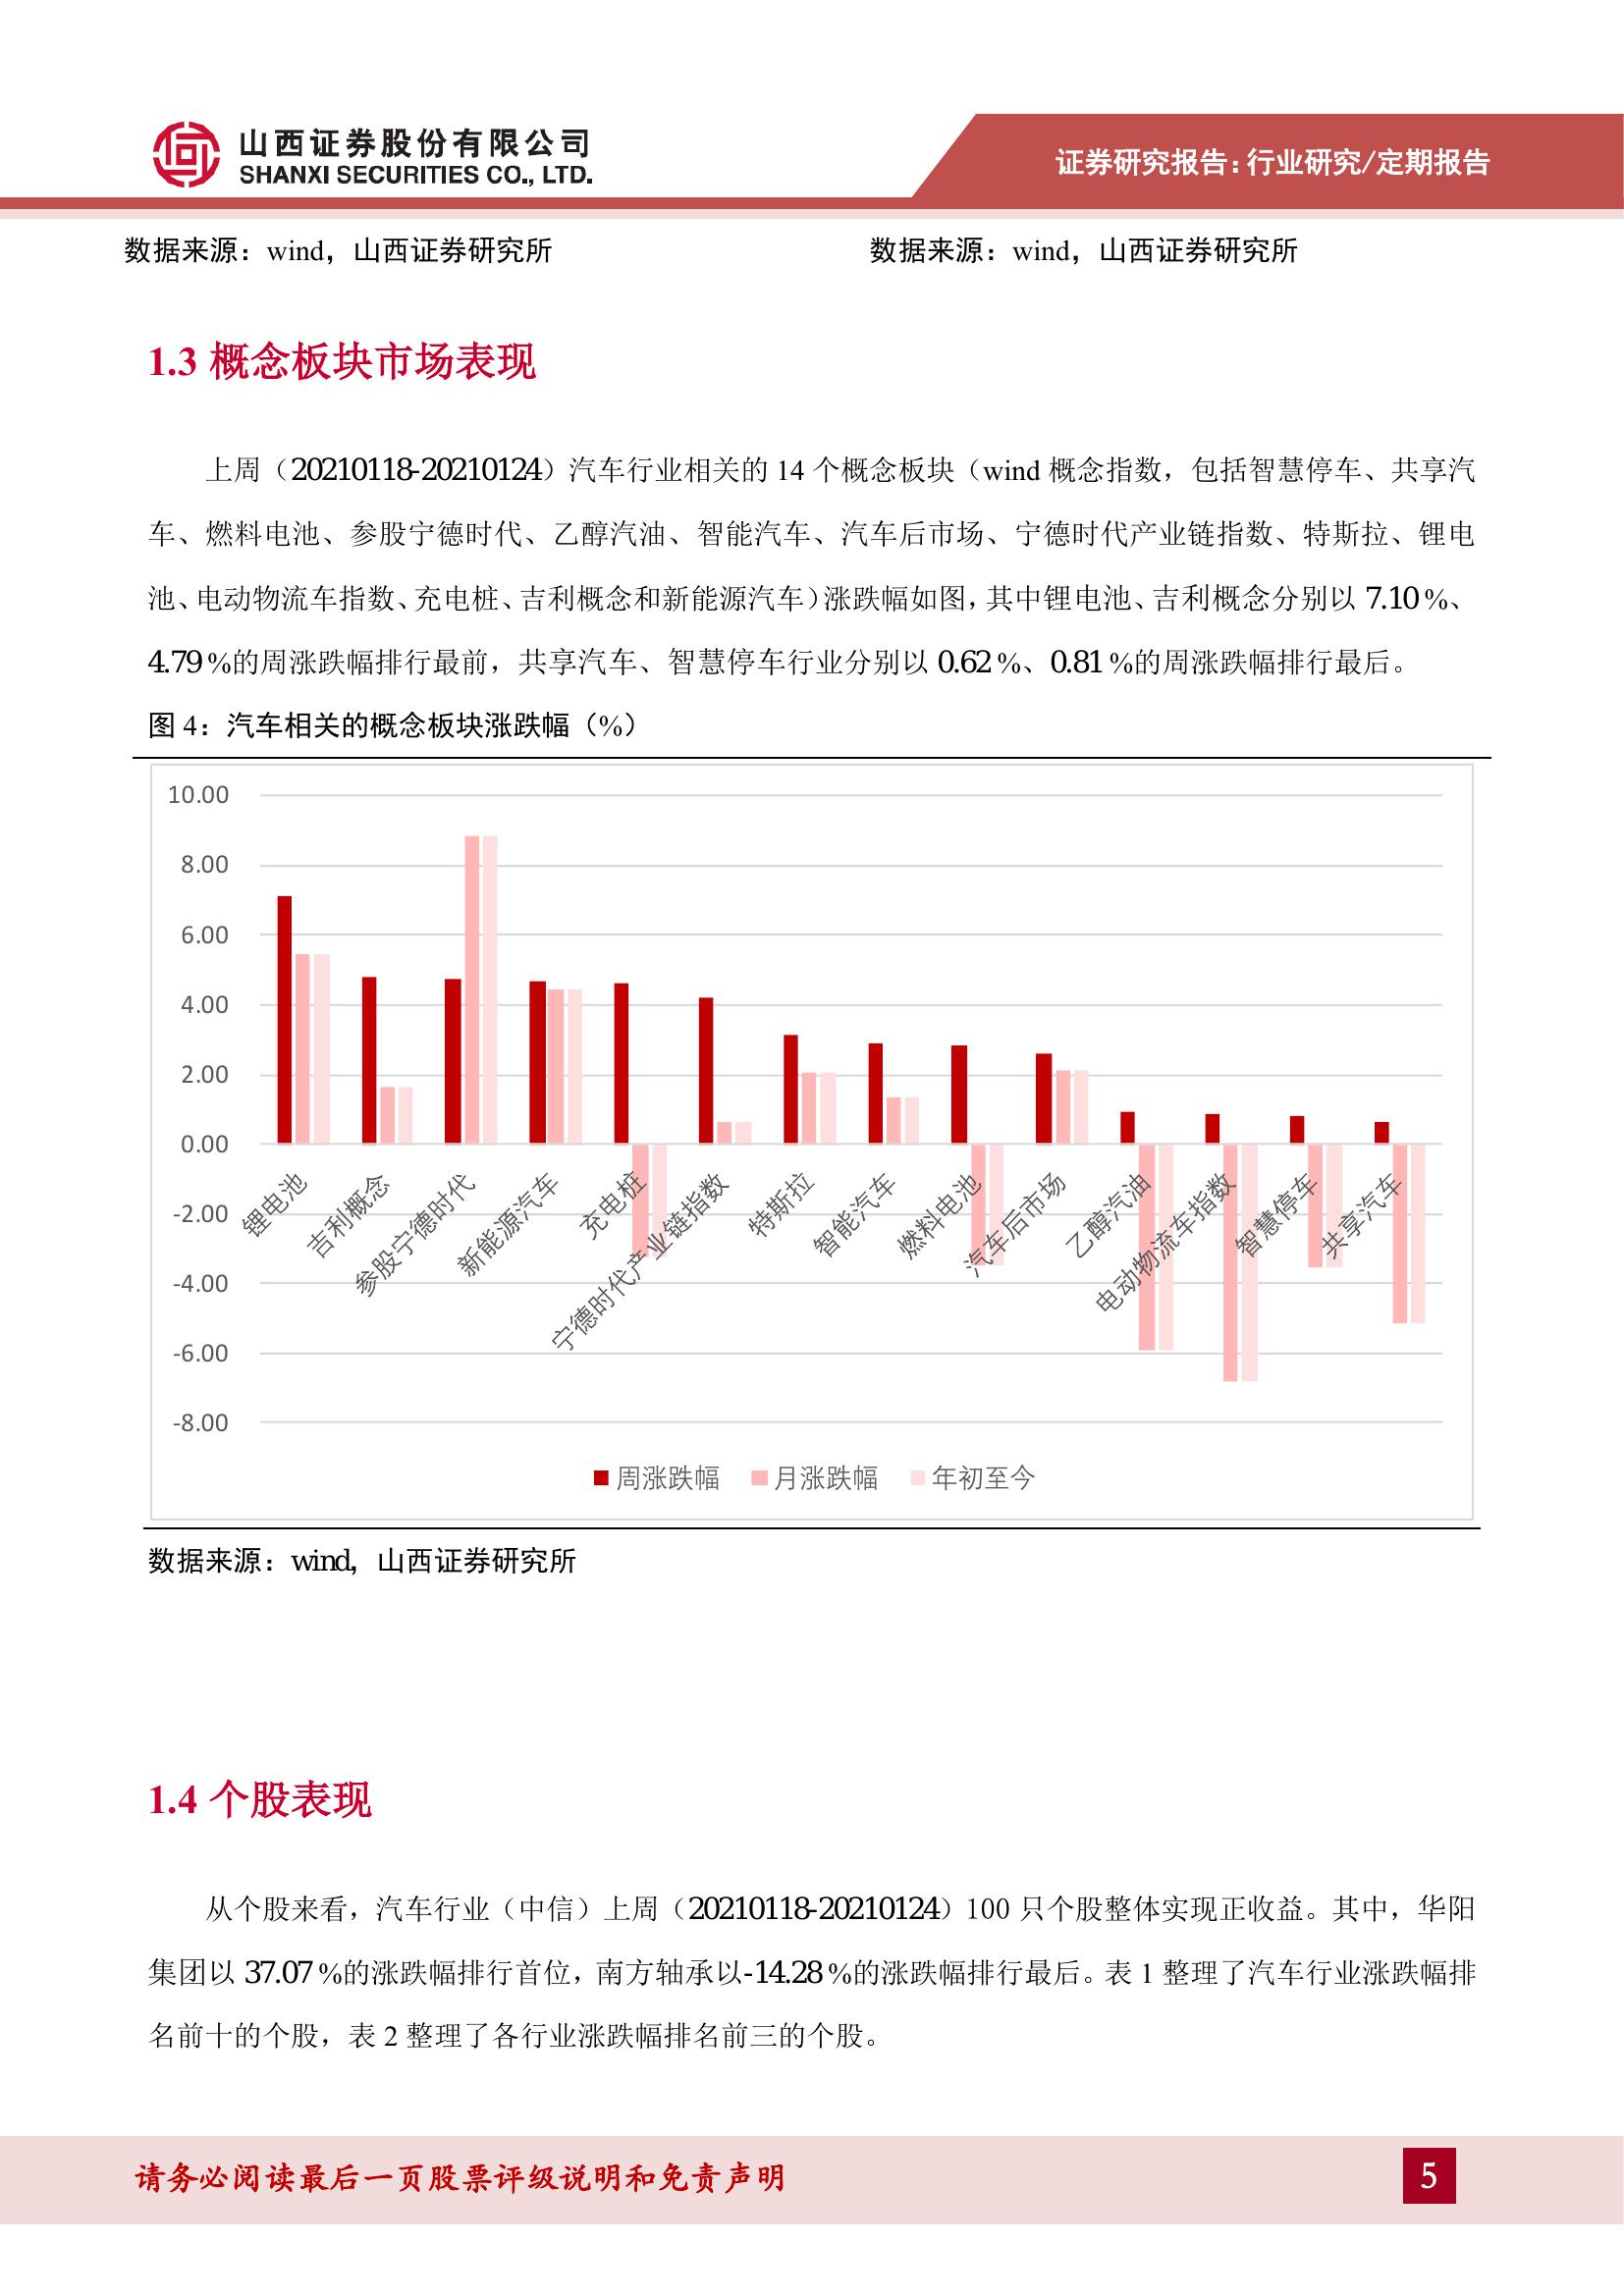 山西证券股份有限公司
SHANXI SECURITIES CO., LTD.
证券研究报告：行业研究/定期报告
数据来源：wind，山西证券研究所
数据来源：wind，山西证券研究所
1.3 概念板块市场表现
上周（20210118-20210124）汽车行业相关的 14 个概念板块（wind 概念指数，包括智慧停车、共享汽
车、燃料电池、参股宁德时代、乙醇汽油、智能汽车、汽车后市场、宁德时代产业链指数、特斯拉、锂电
池、电动物流车指数、充电桩、吉利概念和新能源汽车）涨跌幅如图，其中锂电池、吉利概念分别以 7.10%、
4.79%的周涨跌幅排行最前，共享汽车、智慧停车行业分别以 0.62%、0.81%的周涨跌幅排行最后。
图 4：汽车相关的概念板块涨跌幅（%）
10.00
8.00
6.00
4.00
2.00
0.00
-2.00
-4.00
-6.00
-8.00
锂电池
吉利概念
参股宁德时代
新能源汽车
充电桩
宁德时代产业链指数
特斯拉
智能汽车
燃料电池
汽车后市场
乙醇汽油
电动物流车指数
智慧停车
共享汽车
周涨跌幅 月涨跌幅 年初至今
数据来源：wind，山西证券研究所
1.4 个股表现
从个股来看，汽车行业（中信）上周（20210118-20210124）100 只个股整体实现正收益。其中，华阳
集团以 37.07%的涨跌幅排行首位，南方轴承以-14.28%的涨跌幅排行最后。表 1 整理了汽车行业涨跌幅排
名前十的个股，表 2 整理了各行业涨跌幅排名前三的个股。
请务必阅读最后一页股票评级说明和免责声明
5